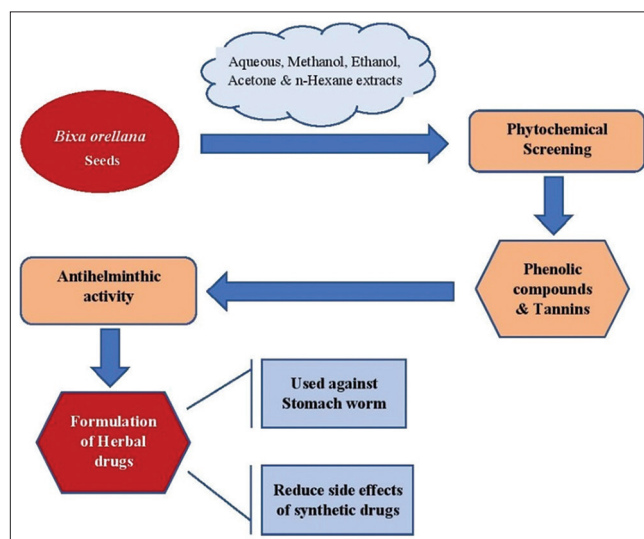 Aqueous, Methanol, Ethanol,
Acetone & n-Hexane extracts
Bixa orellana
Seeds
Phytochemical
Screening
Phenolic
compounds
& Tannins
Antihelminthic
activity
Formulation
of Herbal
drugs
Used against
Stomach worm
Reduce side effects
of synthetic drugs